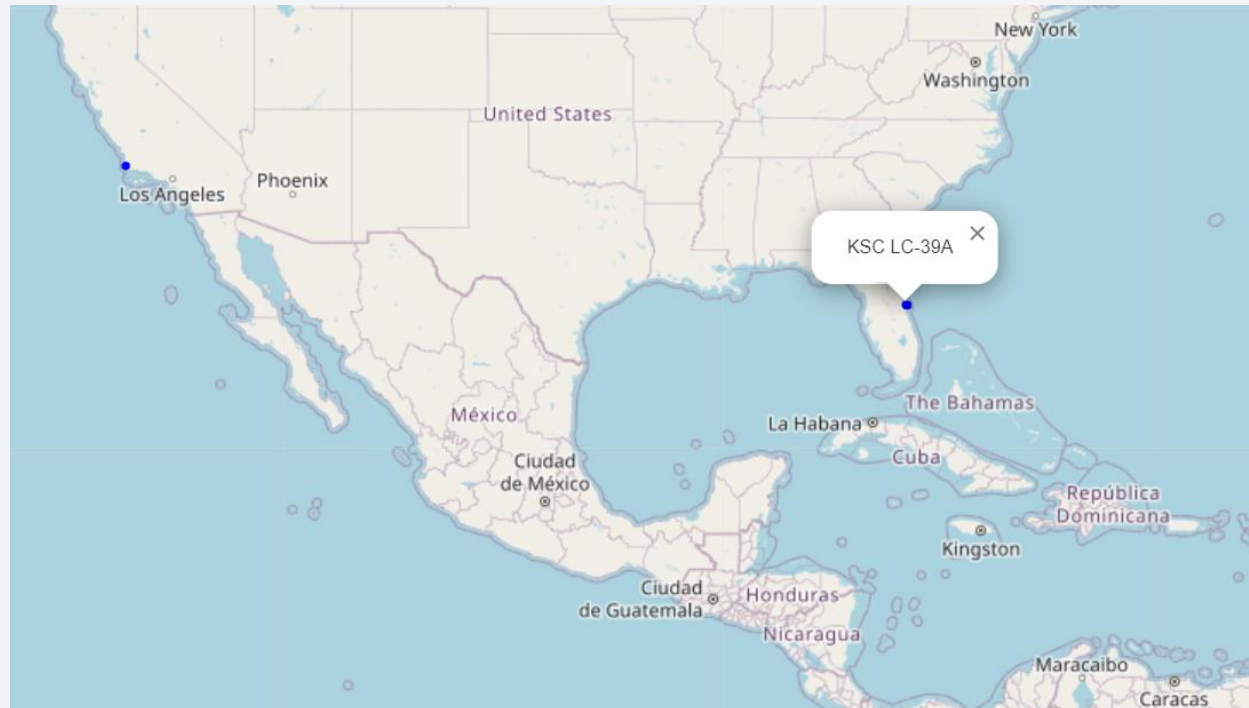 New York
Washington
United States
Los Angeles
Phoenix
KSC LC-39A
México
Ciudad
de México
La Habana
The Bahamas
Cuba
República
Dominicana
Kingston
Ciudad
de Guatemala
Honduras
Nicaragua
Maracaibo
Caracas